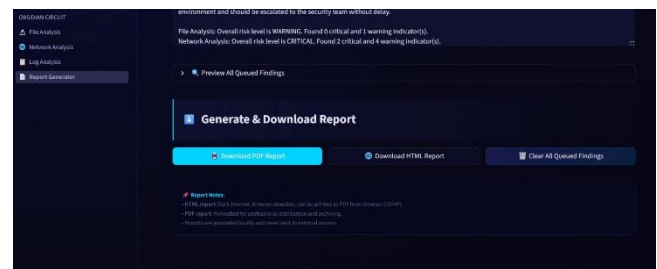 environment and should be escalated to the security team without delay.
OBSIDIAN CIRCUIT
File Analysis
Network Analysis
Log Analysis
Report Generator
File Analysis: Overall risk level is WARNING. Found 0 critical and 1 warning indicator(s).
Network Analysis: Overall risk level is CRITICAL. Found 2 critical and 4 warning indicator(s).
Preview All Queued Findings
Generate & Download Report
Download PDF Report
Download HTML Report
Clear All Queued Findings
Report Notes:
• HTML report: Dark themed, browser-viewable, can be printed as PDF from browser (Ctrl+P).
• PDF report: Formatted for professional distribution and archiving.
• Reports are generated locally and never sent to external servers.